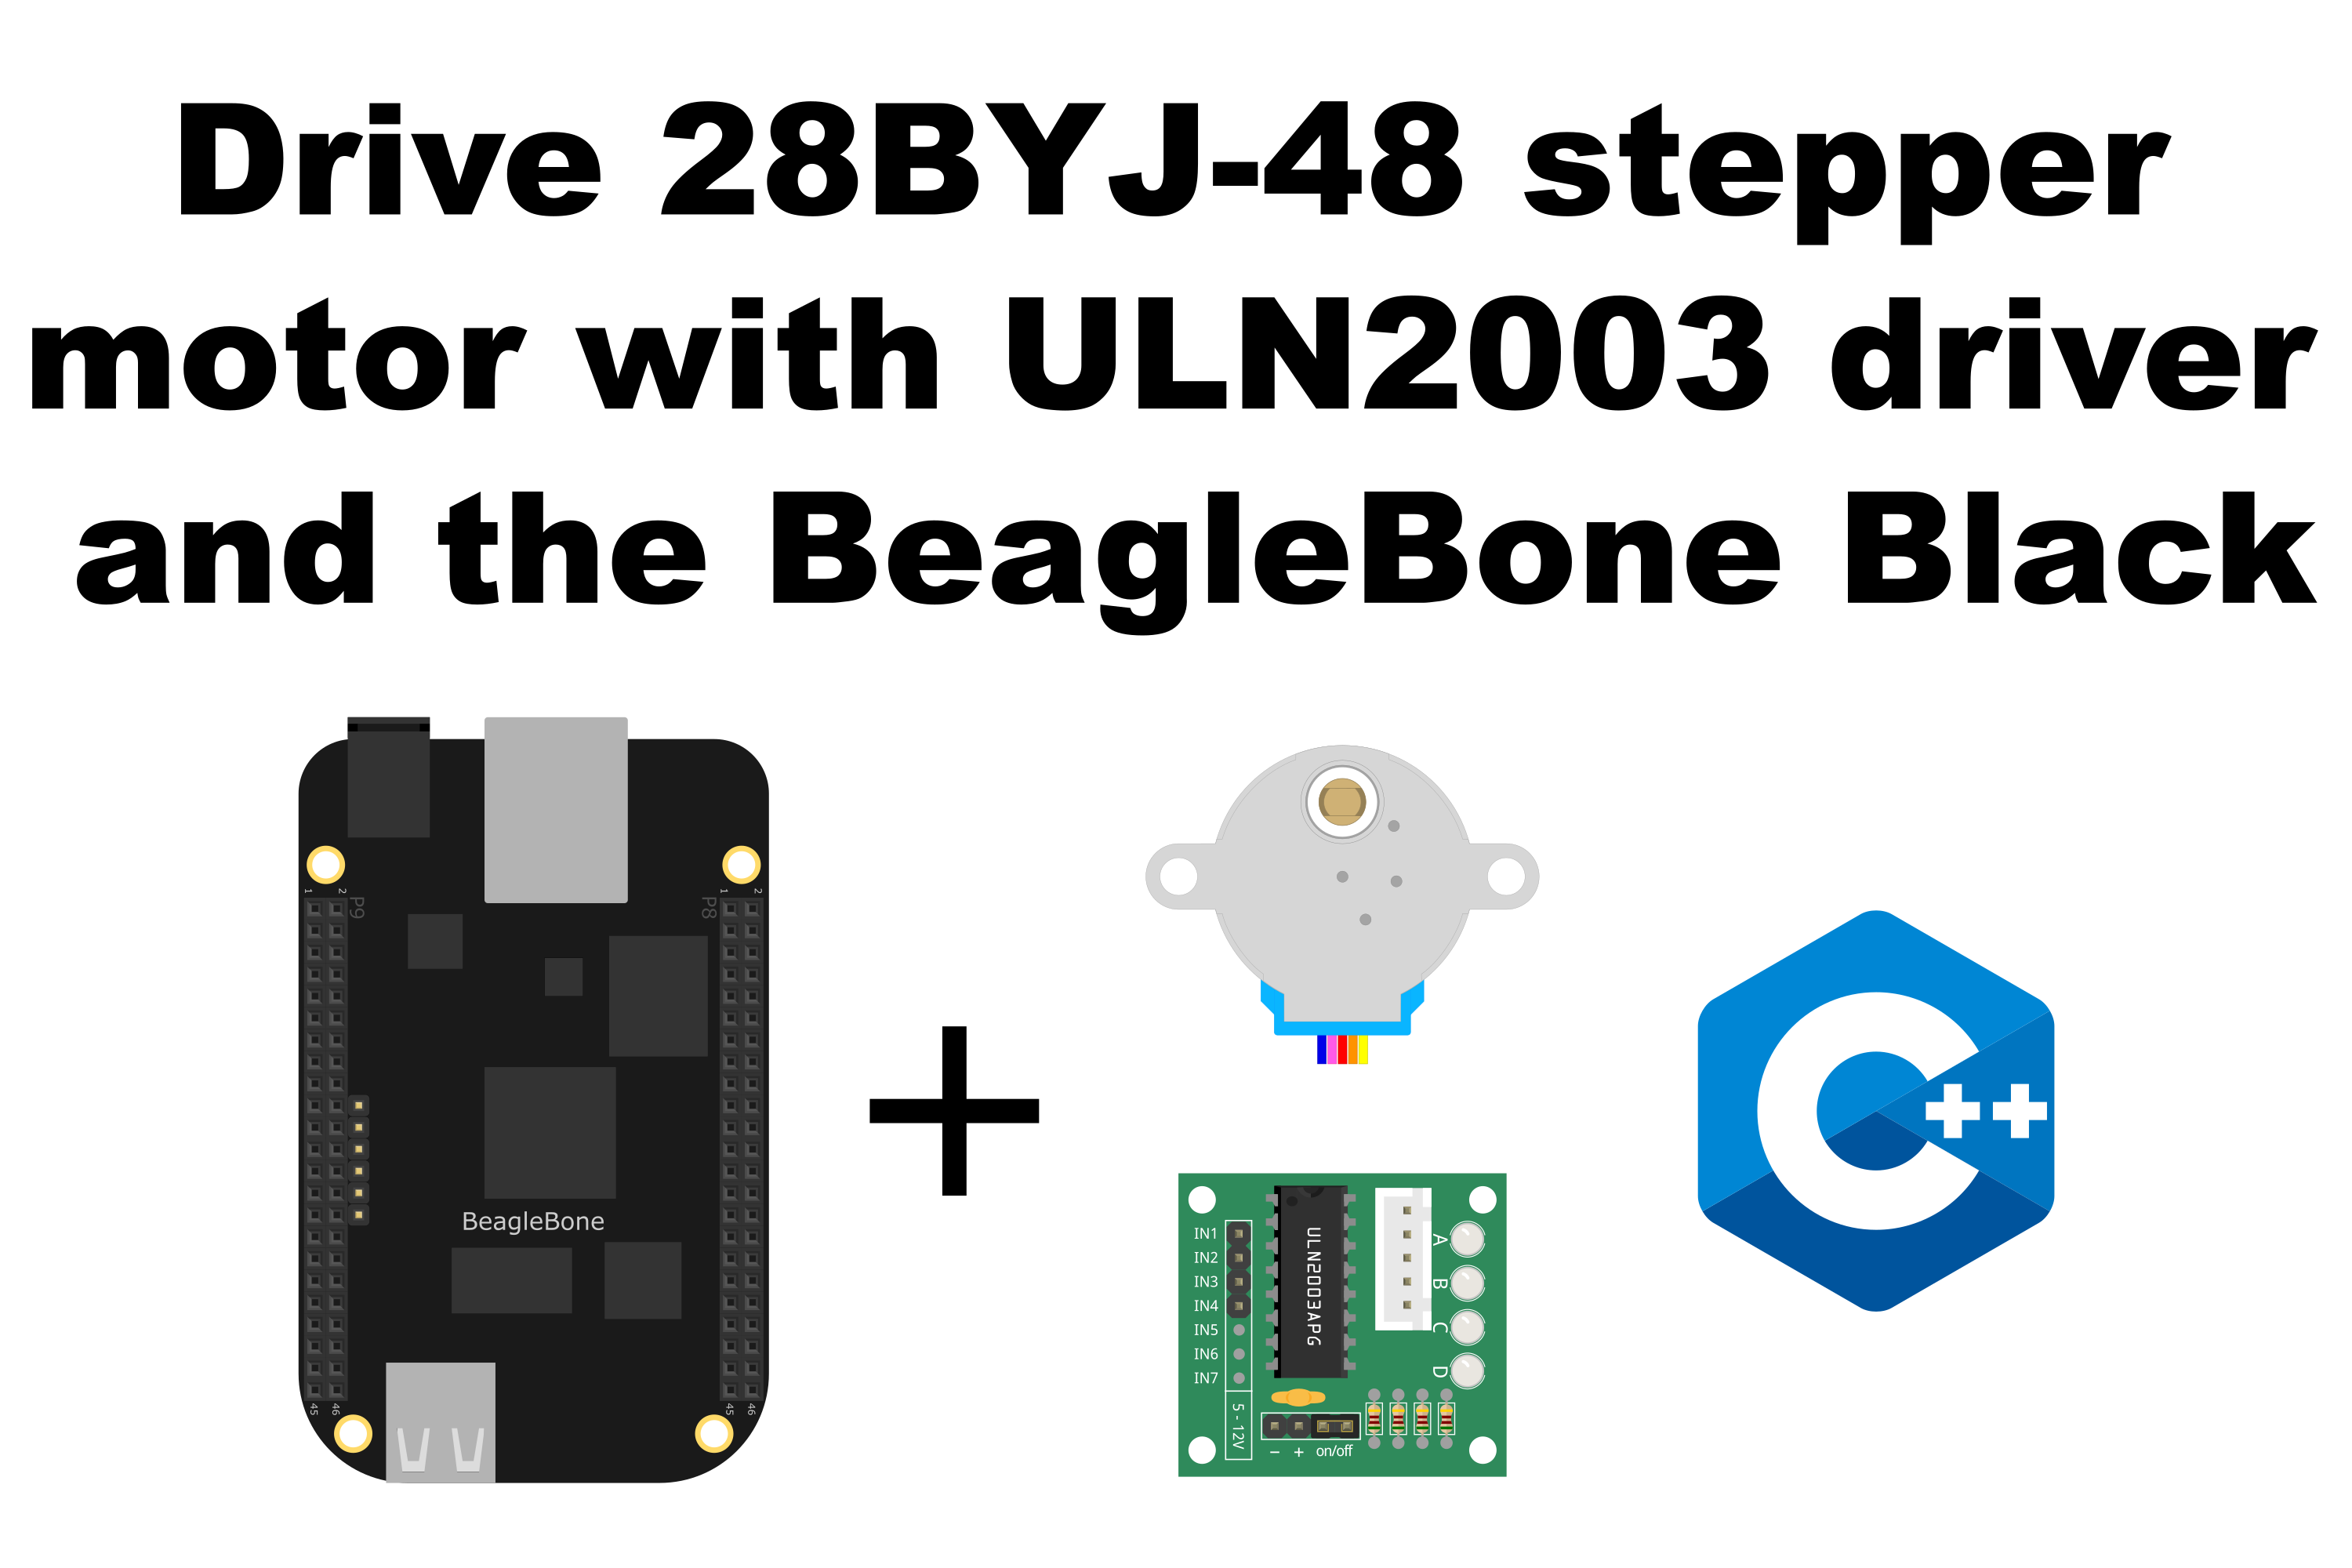 Drive 28BYJ-48 stepper
motor with ULN2003 driver
and the BeagleBone Black
1 2
P9
1 2
P8
BeagleBone
45 46
45 46
IN1
IN2
IN3
IN4
IN5
IN6
IN7
5 - 12V
ULN2003APG
A
B
C
D
– + on/off
C++